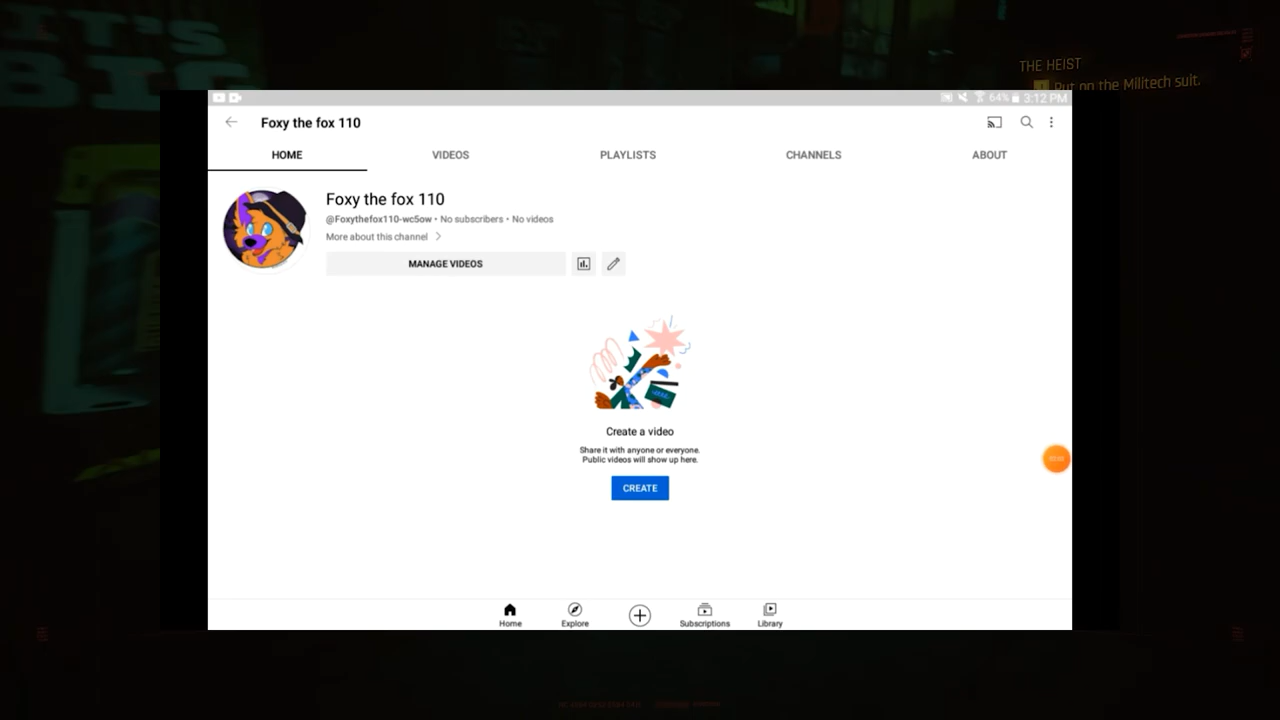 IT'S
BIG
THE HEIST
Put on the Militech suit.
64% 3:12 PM
Foxy the fox 110
HOME VIDEOS PLAYLISTS CHANNELS ABOUT
Foxy the fox 110
@Foxythefox110-wc5ow • No subscribers • No videos
More about this channel
MANAGE VIDEOS
Create a video
Share it with anyone or everyone.
Public videos will show up here.
CREATE
Home Explore Subscriptions Library